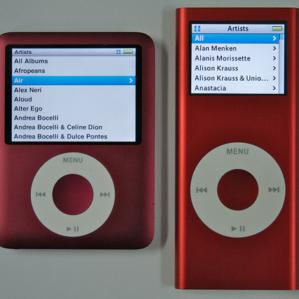 Artists
All Albums
Afropeans
Air
Alex Neri
Aloud
Alter Ego
Andrea Bocelli
Andrea Bocelli & Celine Dion
Andrea Bocelli & Dulce Pontes
MENU
Artists
All
Alan Menken
Alanis Morissette
Alison Krauss
Alison Krauss & Unio...
Anastacia
MENU